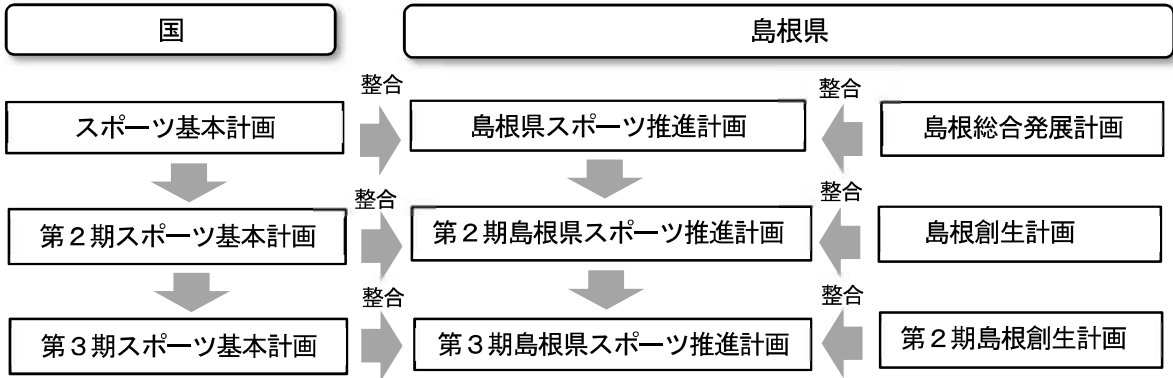 国
島根県
整合
整合
スポーツ基本計画
島根県スポーツ推進計画
島根総合発展計画
整合
整合
第２期スポーツ基本計画
第２期島根県スポーツ推進計画
島根創生計画
整合
整合
第３期スポーツ基本計画
第３期島根県スポーツ推進計画
第２期島根創生計画